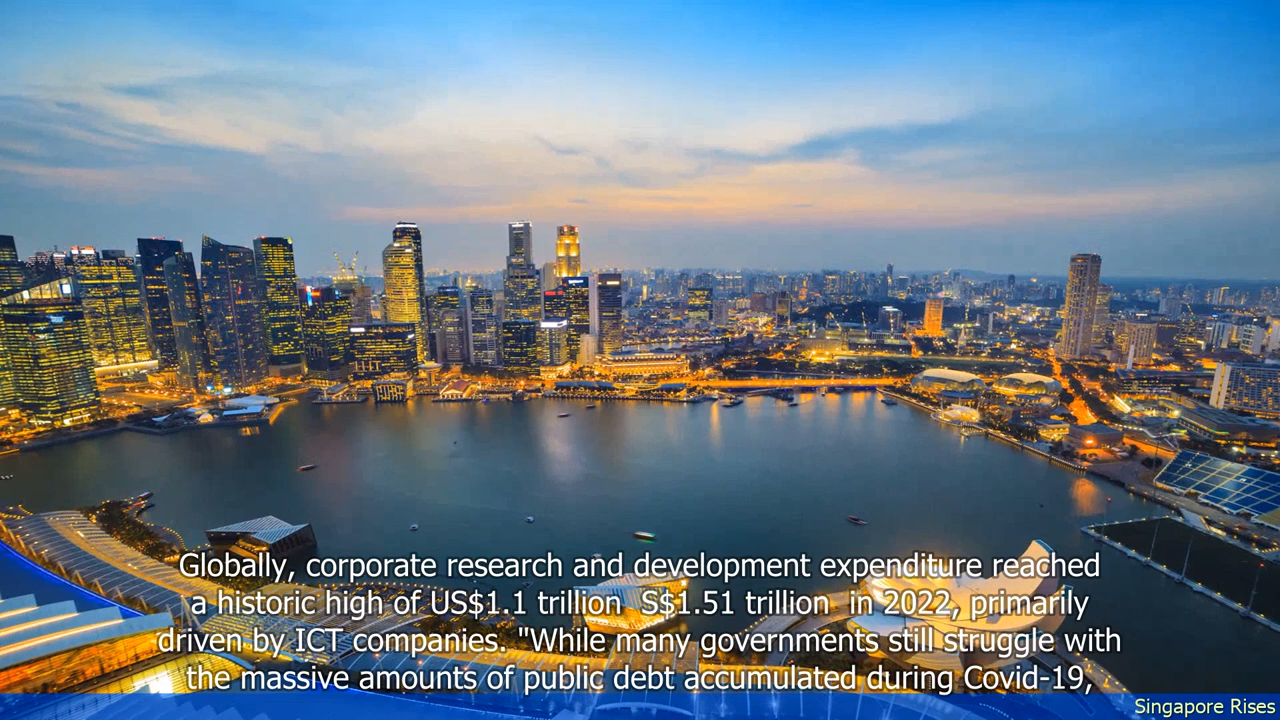 Globally, corporate research and development expenditure reached
a historic high of US$1.1 trillion S$1.51 trillion in 2022, primarily
driven by ICT companies. "While many governments still struggle with
the massive amounts of public debt accumulated during Covid-19,
Singapore Rises